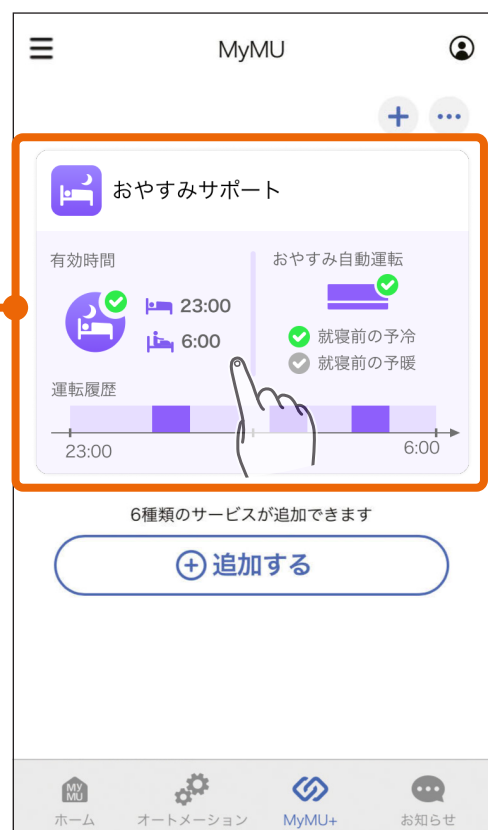 MyMU
おやすみサポート
有効時間
23:00
6:00
おやすみ自動運転
就寝前の予冷
就寝前の予暖
運転履歴
23:00
6:00
6種類のサービスが追加できます
追加する
MY
MU
ホーム
オートメーション
MyMU+
お知らせ